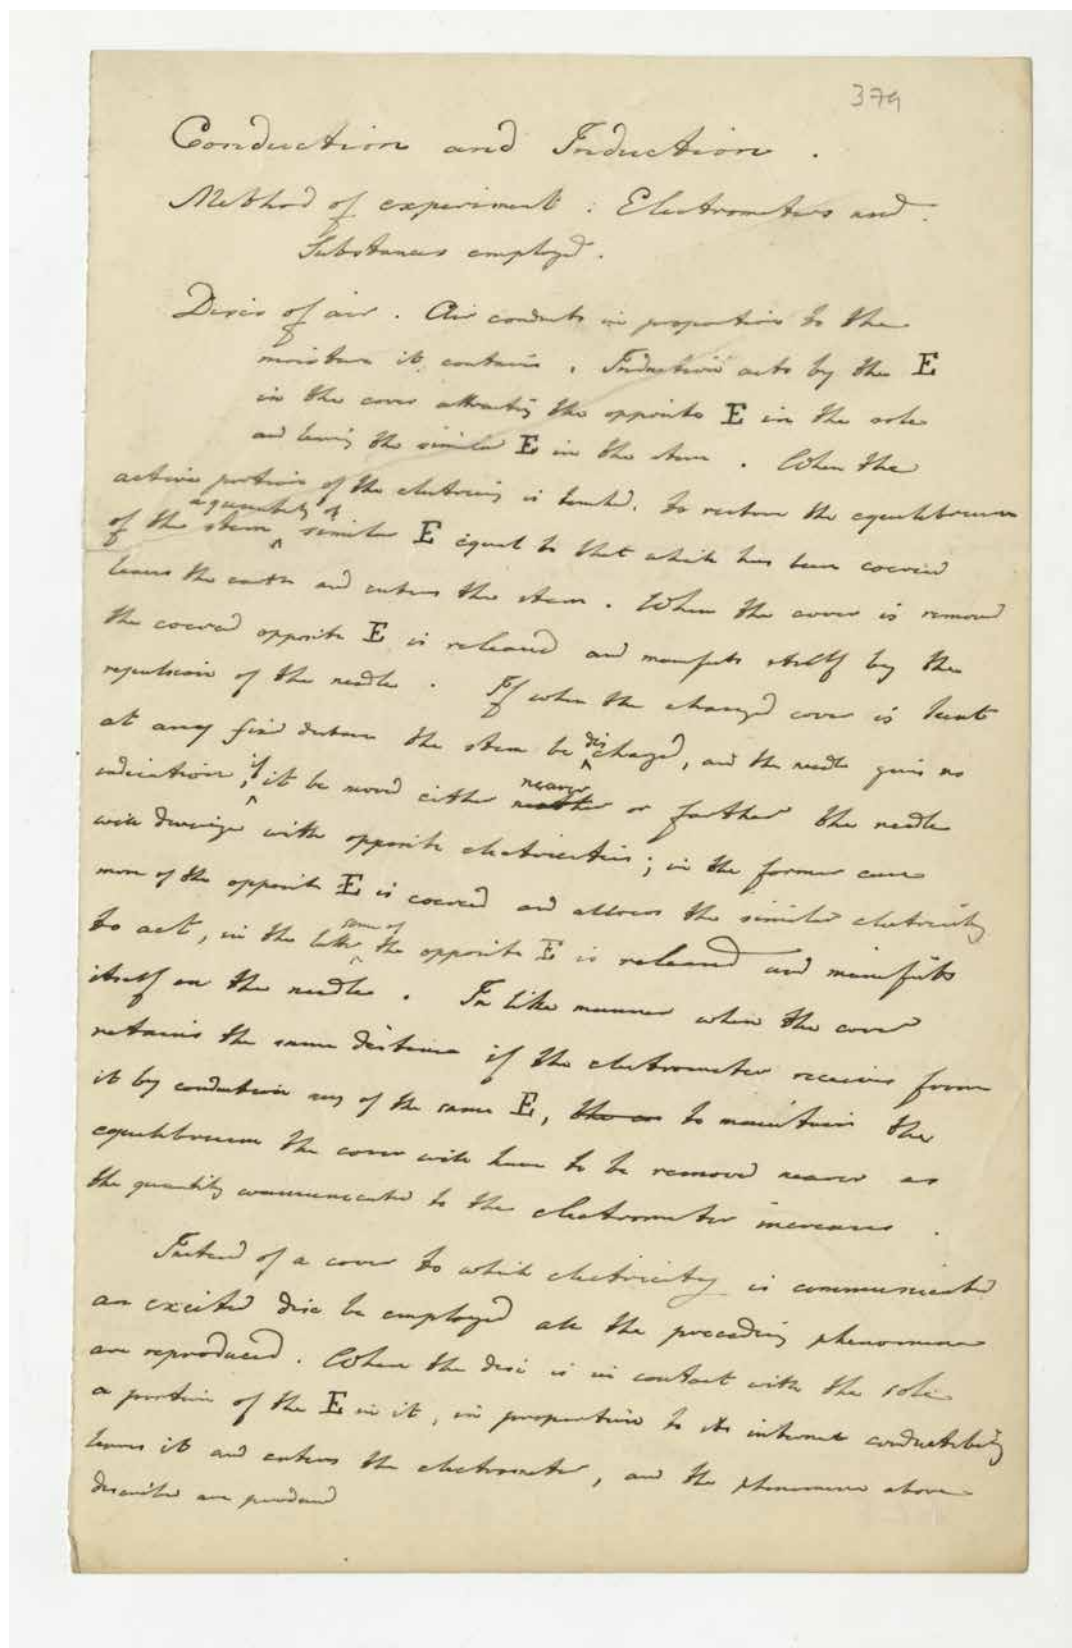 379
Conduction and Induction.
Method of experiment: Electrometers and
Substances employed.
Discs of air. Air conducts in proportion to the
moisture it contains. Induction acts by the E
in the cover attracting the opposite E in the sole
and leaving the similar E in the stem. When the
active portion of the electricity is touched, to restore the equilibrium
of the stem a quantity of similar E equal to that which has been coerced
leaves the earth and enters the stem. When the cover is removed
the coerced opposite E is released and manifests itself by the
repulsion of the needle. If when the charged cover is kept
at any fixed distance the stem be discharged, and the needle gives no
indication, if it be moved either nearer or farther the needle
will diverge with opposite electricities; in the former case
more of the opposite E is coerced and allows the similar electricity
to act, in the latter some of the opposite E is released and manifests
itself on the needle. In like manner when the cover
retains the same distance if the electrometer receives from
it by conduction any of the same E, to maintain the
equilibrium the cover will have to be removed nearer as
the quantity communicated to the electrometer increases.
Instead of a cover to which electricity is communicated
an excited disc be employed all the preceding phenomena
are reproduced. When the disc is in contact with the sole
a portion of the E in it, in proportion to its internal conductibility
leaves it and enters the electrometer, and the phenomena above
described are produced